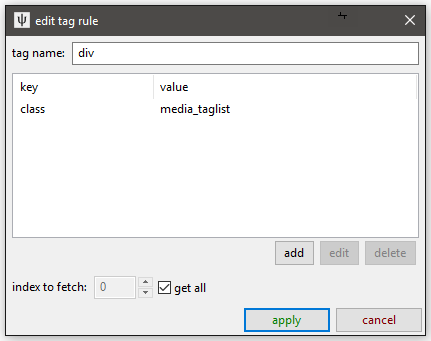 ψ edit tag rule
tag name: div
key value
class media_taglist
add edit delete
index to fetch: 0 get all
apply cancel